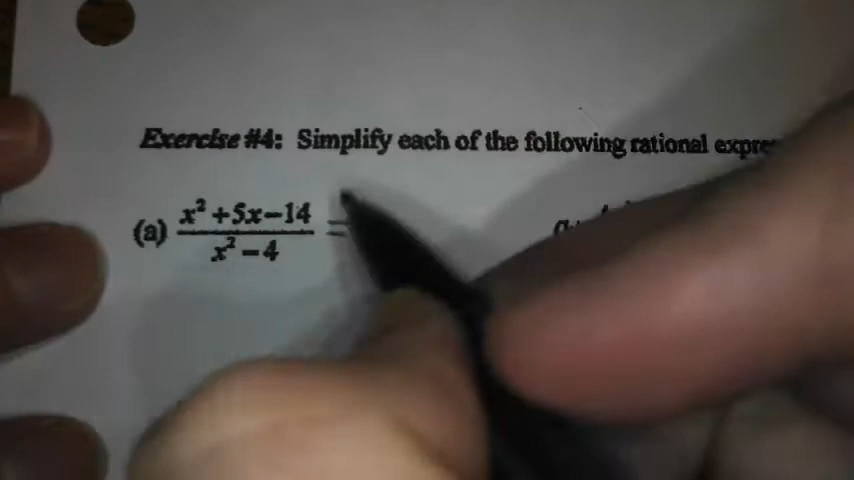 Exercise #4: Simplify each of the following rational
(a) x² + 5x − 14 / x² − 4 =